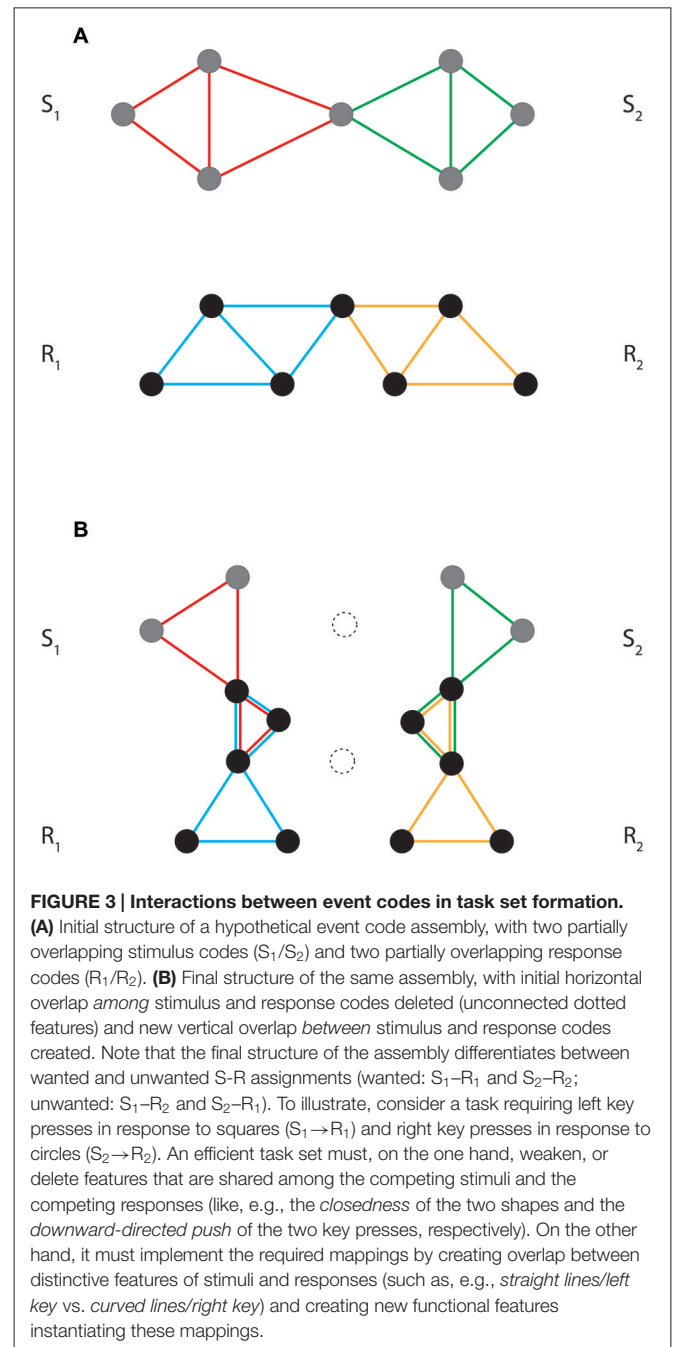 A
S₁ S₂
R₁ R₂
B
S₁ S₂
R₁ R₂
FIGURE 3 | Interactions between event codes in task set formation.
(A) Initial structure of a hypothetical event code assembly, with two partially
overlapping stimulus codes (S₁/S₂) and two partially overlapping response
codes (R₁/R₂). (B) Final structure of the same assembly, with initial horizontal
overlap among stimulus and response codes deleted (unconnected dotted
features) and new vertical overlap between stimulus and response codes
created. Note that the final structure of the assembly differentiates between
wanted and unwanted S-R assignments (wanted: S₁–R₁ and S₂–R₂;
unwanted: S₁–R₂ and S₂–R₁). To illustrate, consider a task requiring left key
presses in response to squares (S₁→R₁) and right key presses in response to
circles (S₂→R₂). An efficient task set must, on the one hand, weaken, or
delete features that are shared among the competing stimuli and the
competing responses (like, e.g., the closedness of the two shapes and the
downward-directed push of the two key presses, respectively). On the other
hand, it must implement the required mappings by creating overlap between
distinctive features of stimuli and responses (such as, e.g., straight lines/left
key vs. curved lines/right key) and creating new functional features
instantiating these mappings.